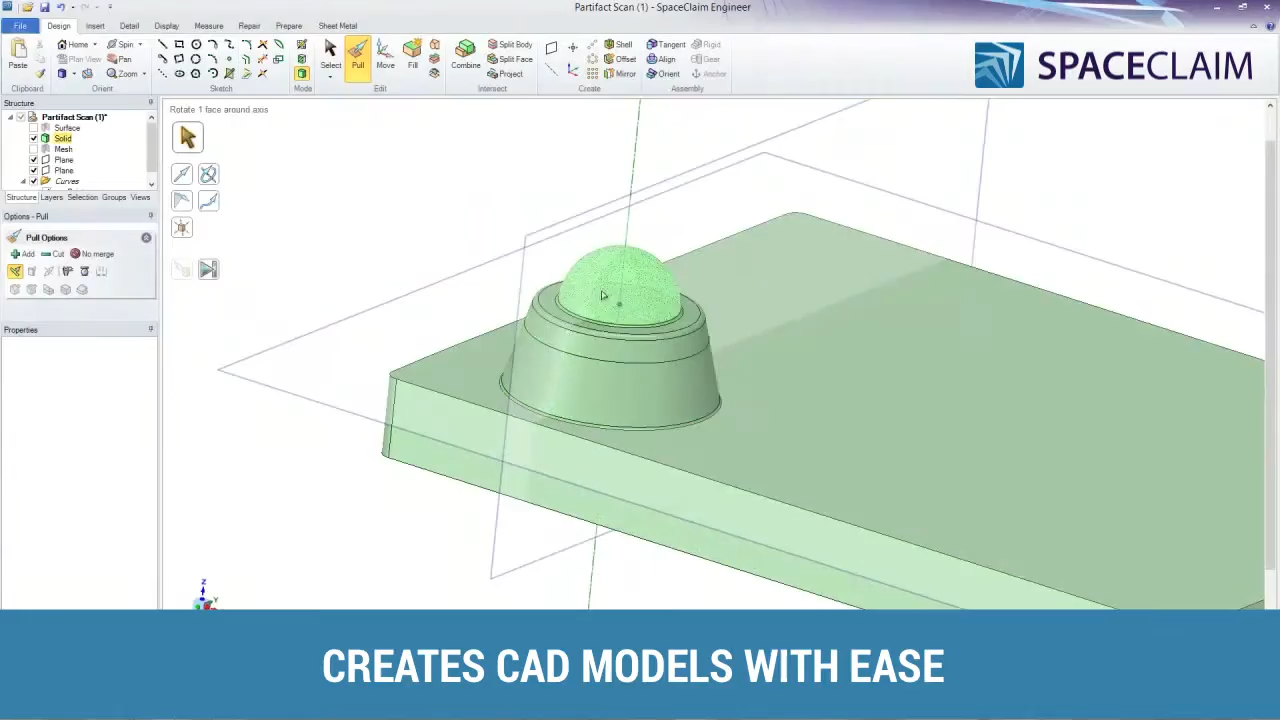 Partifact Scan (1) - SpaceClaim Engineer
File Design Insert Detail Display Measure Repair Prepare Sheet Metal
Home Spin Shell Tangent Rigid
Split Body
Plan View Pan Split Face Offset Align Gear
Paste Select Pull Move Fill Combine
Zoom Project Mirror Orient Anchor
Clipboard Orient Sketch Mode Edit Intersect Create Assembly
SPACECLAIM
Structure
Partifact Scan (1)*
Surface
Solid
Mesh
Plane
Plane
Curves
Structure Layers Selection Groups Views
Options - Pull
Pull Options
Add Cut No merge
Properties
Rotate 1 face around axis
Z
Y
CREATES CAD MODELS WITH EASE